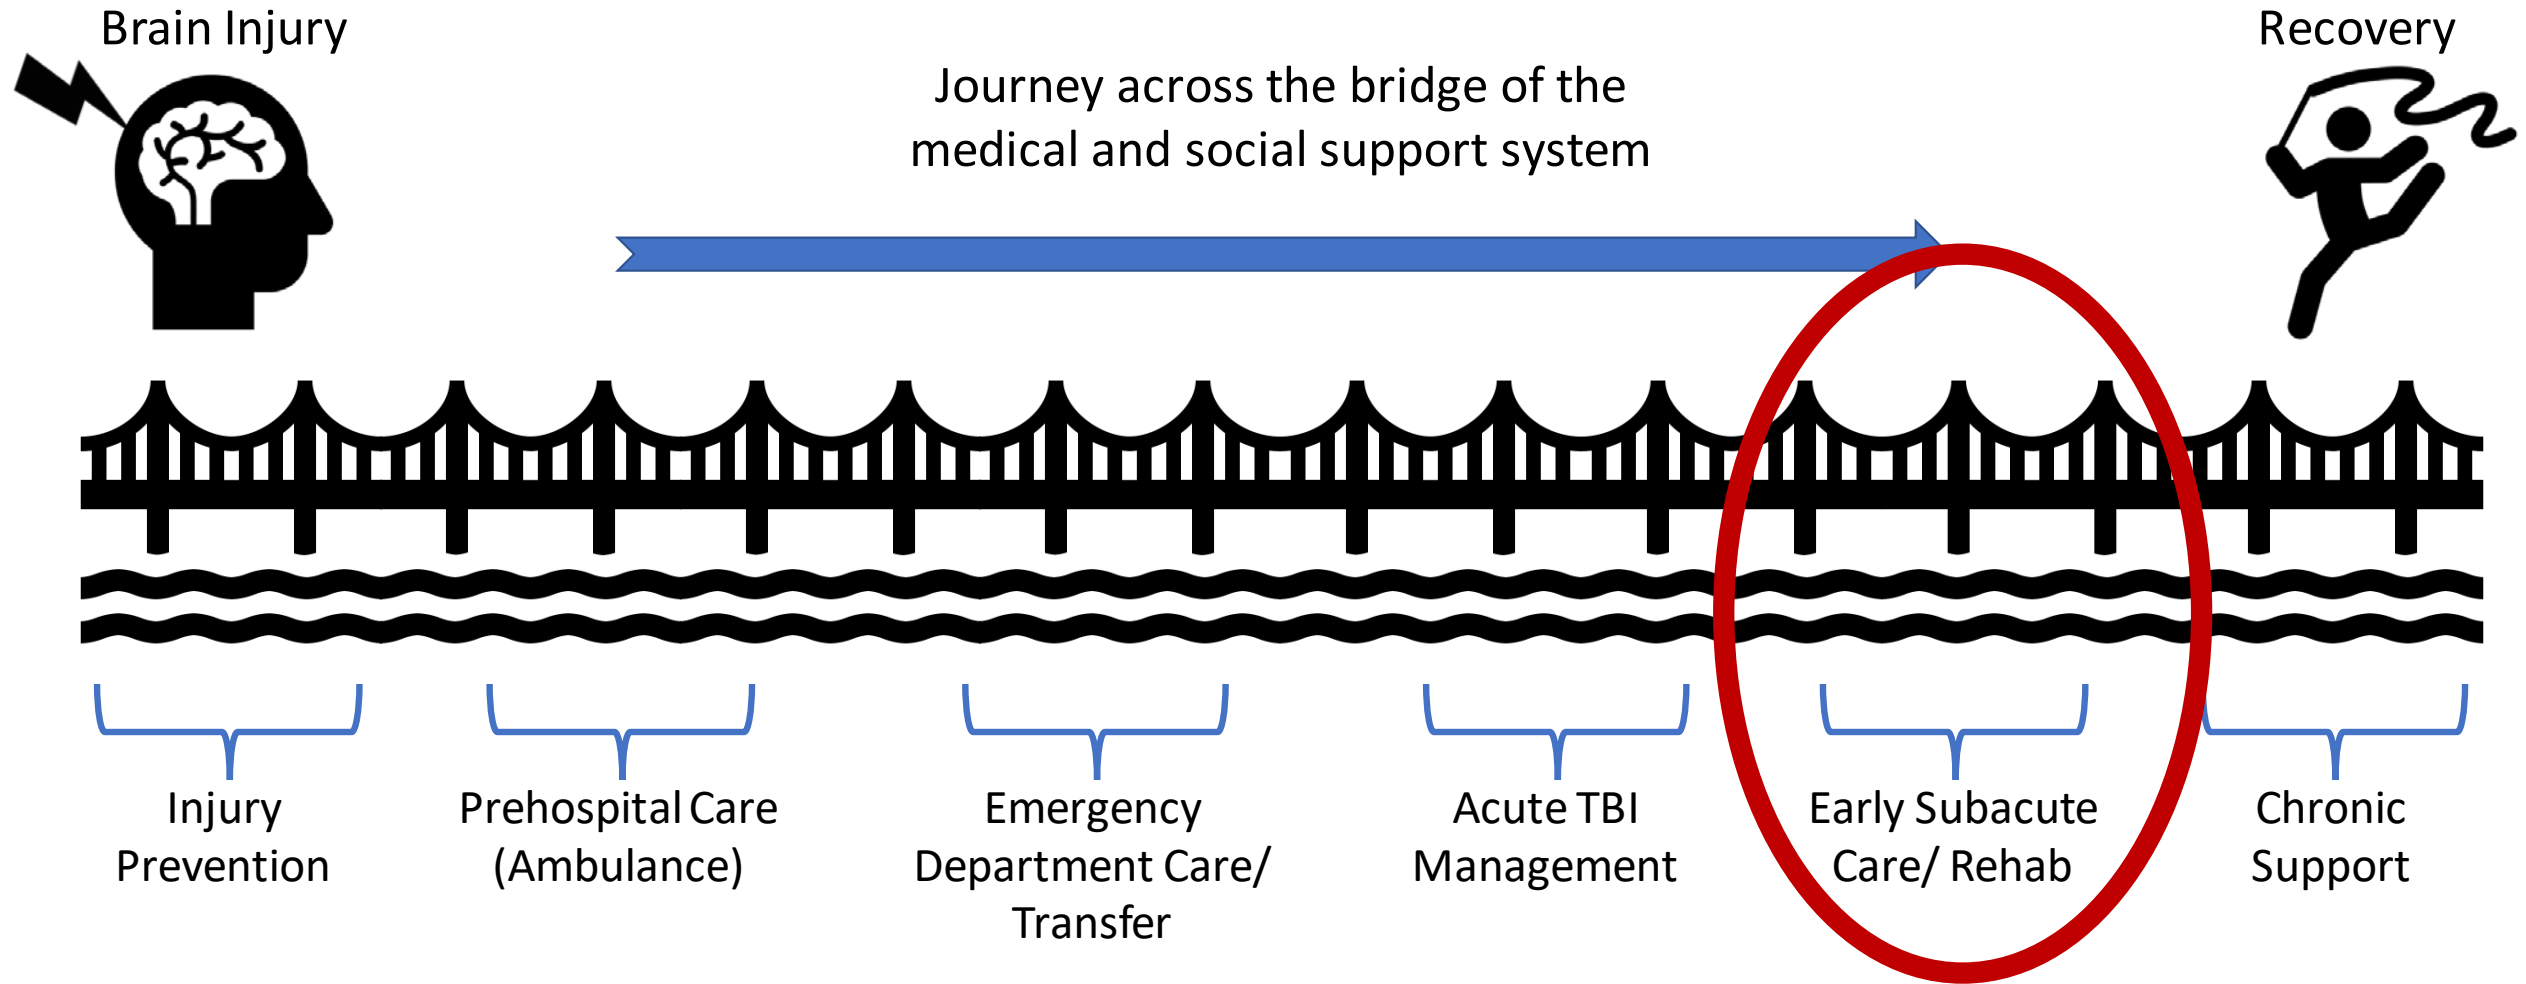 Brain Injury
Recovery
Journey across the bridge of the
medical and social support system
Injury
Prevention
Prehospital Care
(Ambulance)
Emergency
Department Care/
Transfer
Acute TBI
Management
Early Subacute
Care/ Rehab
Chronic
Support